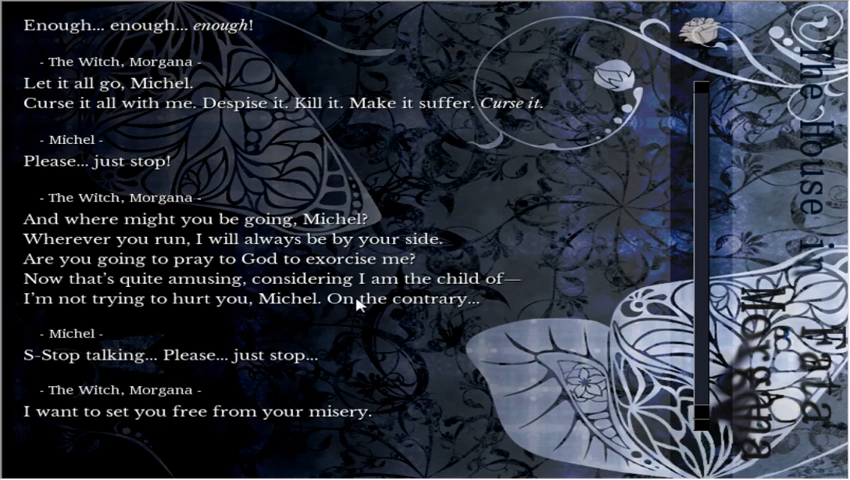 Enough... enough... enough!
- The Witch, Morgana -
Let it all go, Michel.
Curse it all with me. Despise it. Kill it. Make it suffer. Curse it.
- Michel -
Please... just stop!
- The Witch, Morgana -
And where might you be going, Michel?
Wherever you run, I will always be by your side.
Are you going to pray to God to exorcise me?
Now that's quite amusing, considering I am the child of—
I'm not trying to hurt you, Michel. On the contrary...
- Michel -
S-Stop talking... Please... just stop...
- The Witch, Morgana -
I want to set you free from your misery.
The House in
Fata
Morgana